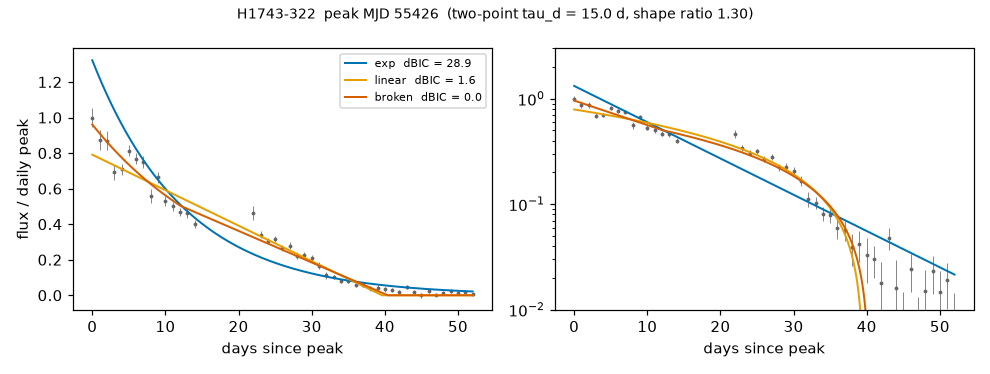 H1743-322  peak MJD 55426  (two-point tau_d = 15.0 d, shape ratio 1.30)
exp  dBIC = 28.9
linear  dBIC = 1.6
broken  dBIC = 0.0
flux / daily peak
1.2
1.0
0.8
0.6
0.4
0.2
0.0
0 10 20 30 40 50
days since peak
10⁰
10⁻¹
10⁻²
0 10 20 30 40 50
days since peak